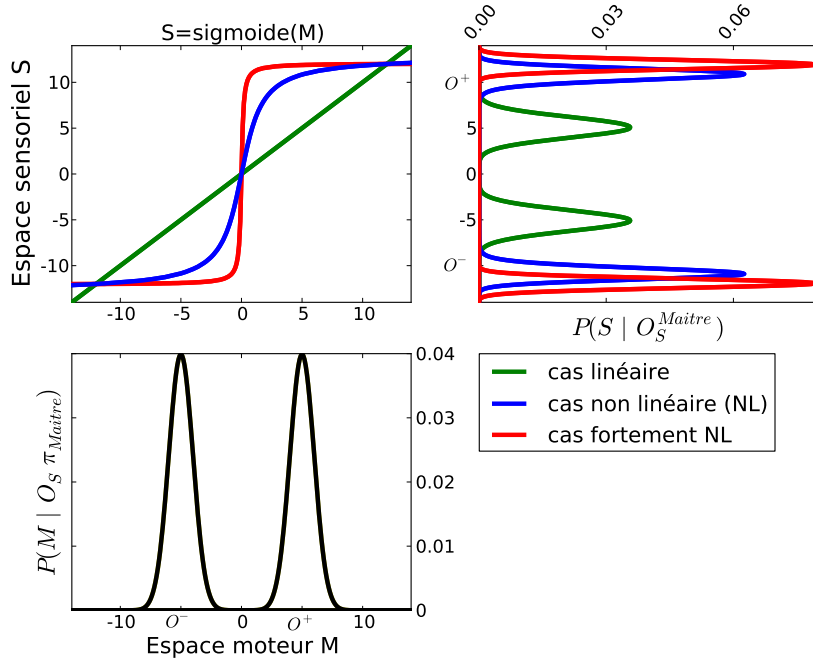 S=sigmoide(M)
Espace sensoriel S
10
5
0
-5
-10
-10 -5 0 5 10
0.00 0.03 0.06
O⁺
5
0
-5
O⁻
P(S | O_S^{Maitre})
P(M | O_S π_{Maitre})
0.04
0.03
0.02
0.01
0
-10 O⁻ 0 O⁺ 10
Espace moteur M
cas linéaire
cas non linéaire (NL)
cas fortement NL